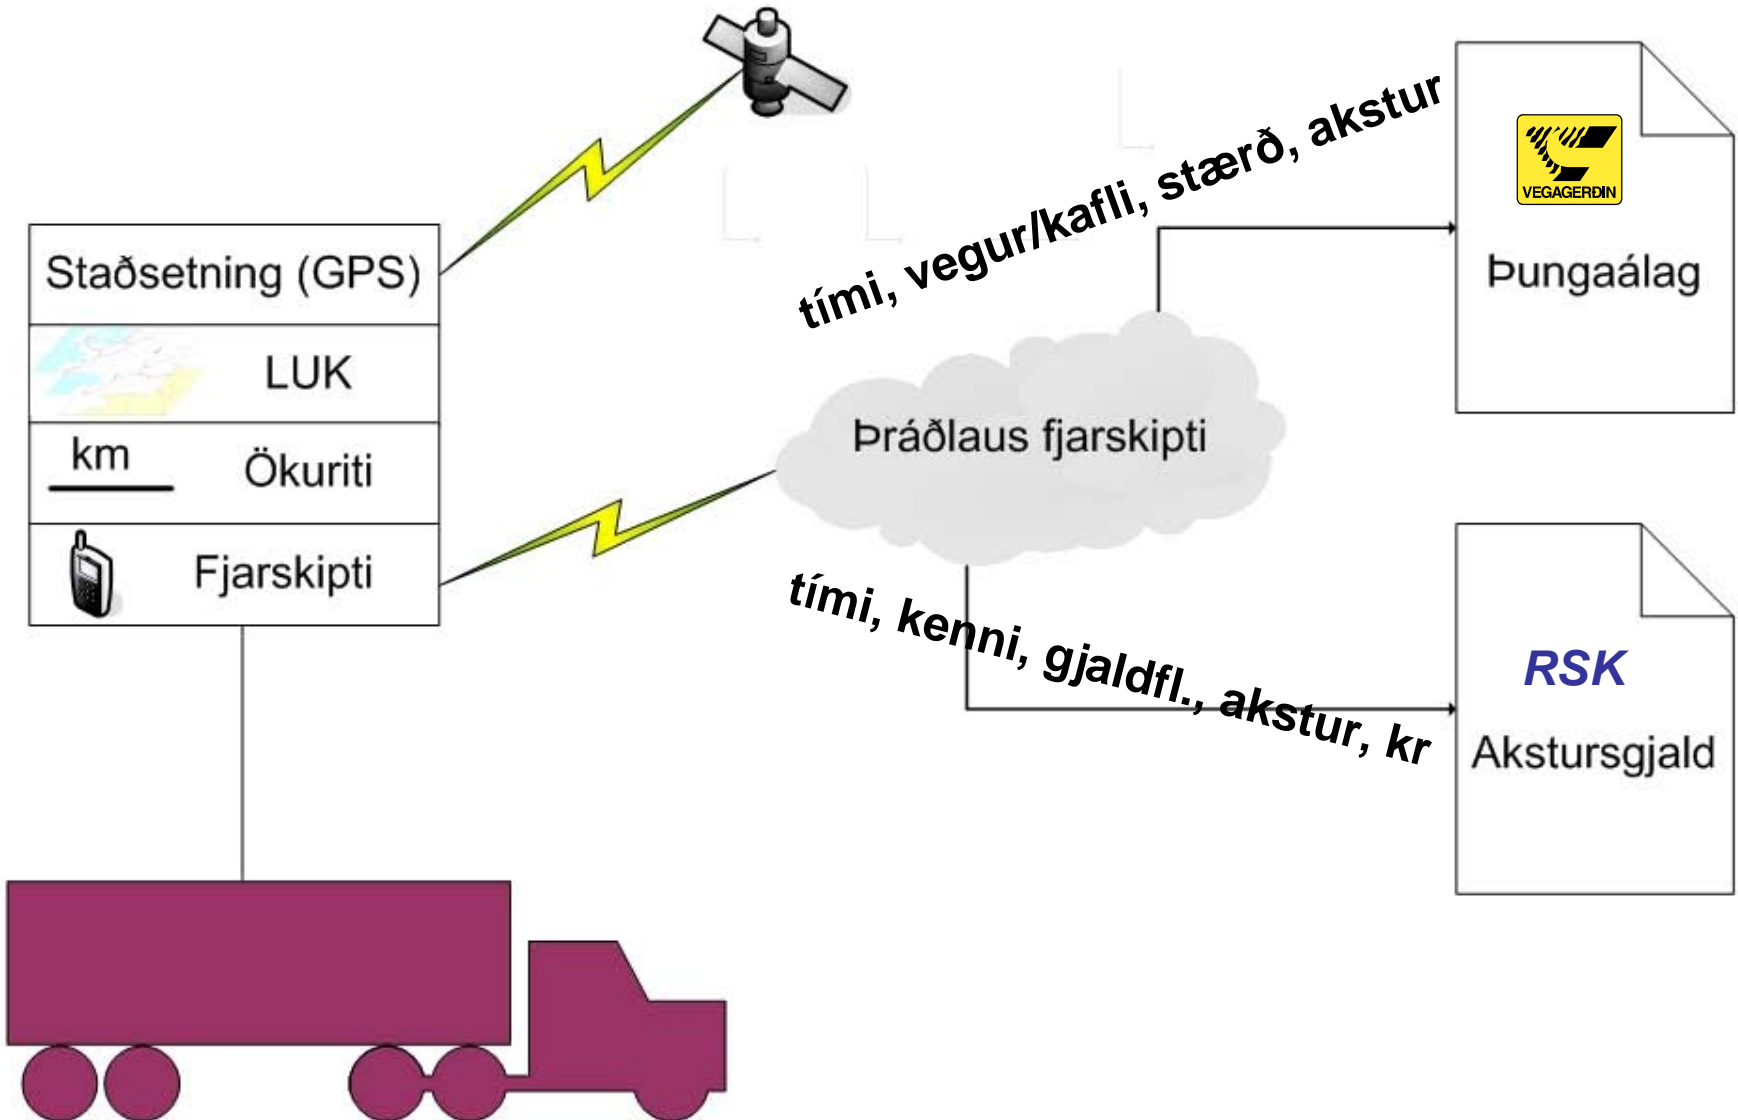 Staðsetning (GPS)
LUK
km
Ökuriti
Fjarskipti
tími, vegur/kafli, stærð, akstur
Þráðlaus fjarskipti
tími, kenni, gjaldfl., akstur, kr
VEGAGERÐIN
Þungaálag
RSK
Akstursgjald